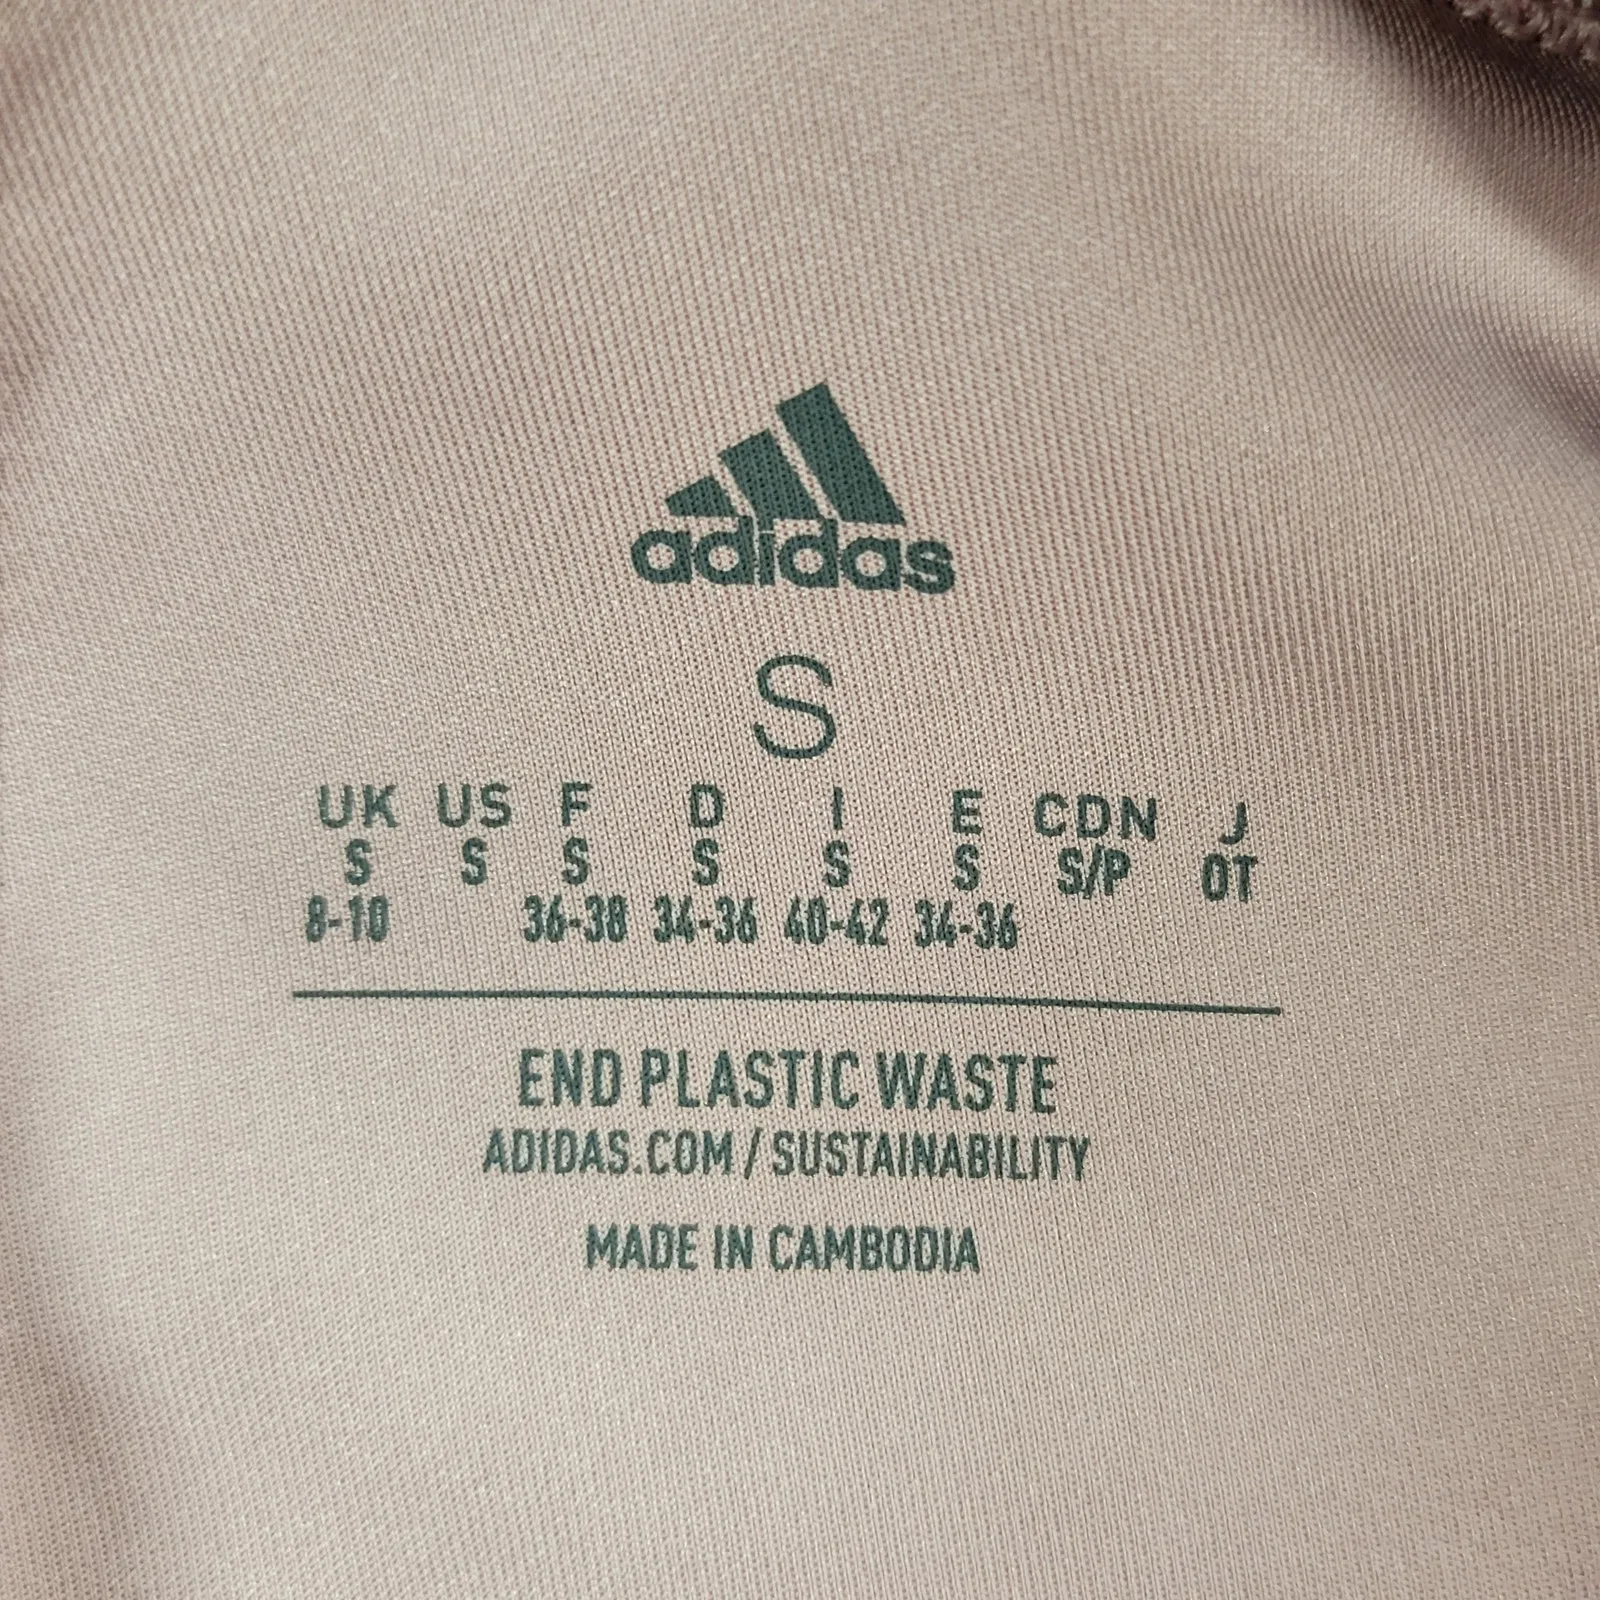 adidas
S
UK US F D I E CDN J
S S S S S S S/P OT
8-10 36-38 34-36 40-42 34-36
END PLASTIC WASTE
ADIDAS.COM / SUSTAINABILITY
MADE IN CAMBODIA